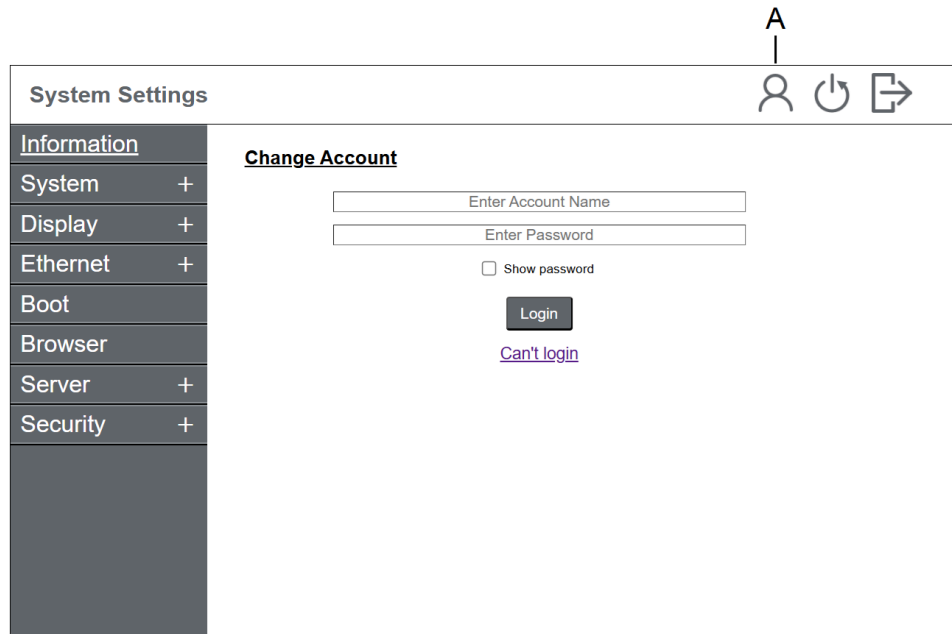 A
System Settings
Information
System +
Display +
Ethernet +
Boot
Browser
Server +
Security +
Change Account
Enter Account Name
Enter Password
Show password
Login
Can't login